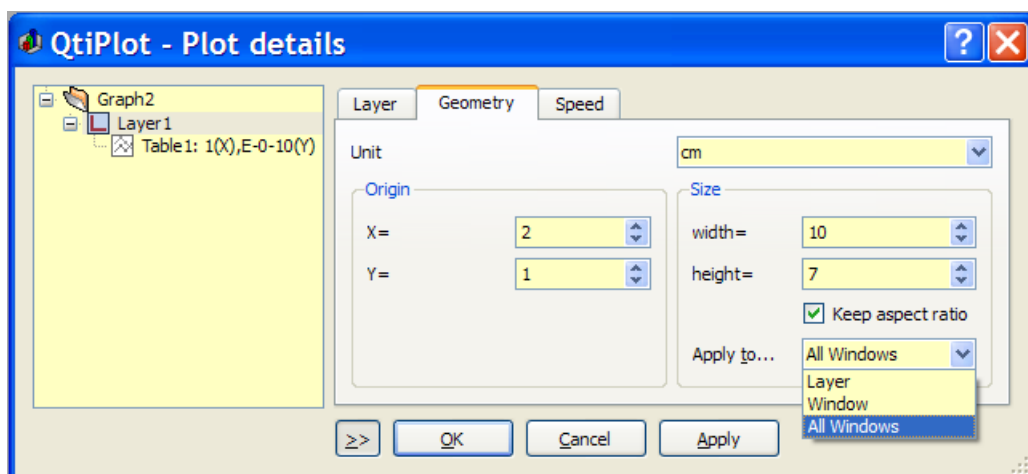 QtiPlot - Plot details
Graph2
Layer1
Table1: 1(X),E-0-10(Y)
Layer Geometry Speed
Unit cm
Origin Size
X= 2 width= 10
Y= 1 height= 7
Keep aspect ratio
Apply to... All Windows
Layer
Window
All Windows
>> OK Cancel Apply